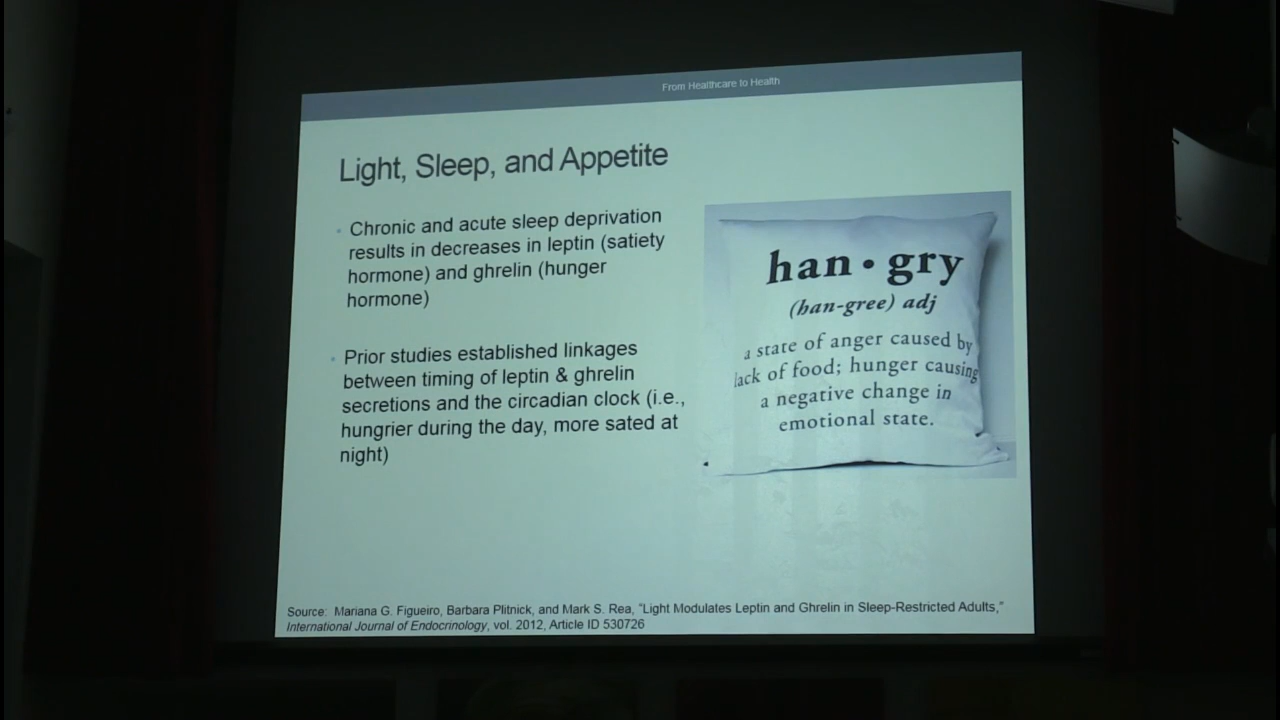 From Healthcare to Health
Light, Sleep, and Appetite
Chronic and acute sleep deprivation
results in decreases in leptin (satiety
hormone) and ghrelin (hunger
hormone)
Prior studies established linkages
between timing of leptin & ghrelin
secretions and the circadian clock (i.e.,
hungrier during the day, more sated at
night)
han•gry
(han-gree) adj
a state of anger caused by
lack of food; hunger causing
a negative change in
emotional state.
Source: Mariana G. Figueiro, Barbara Plitnick, and Mark S. Rea, "Light Modulates Leptin and Ghrelin in Sleep-Restricted Adults,"
International Journal of Endocrinology, vol. 2012, Article ID 530726